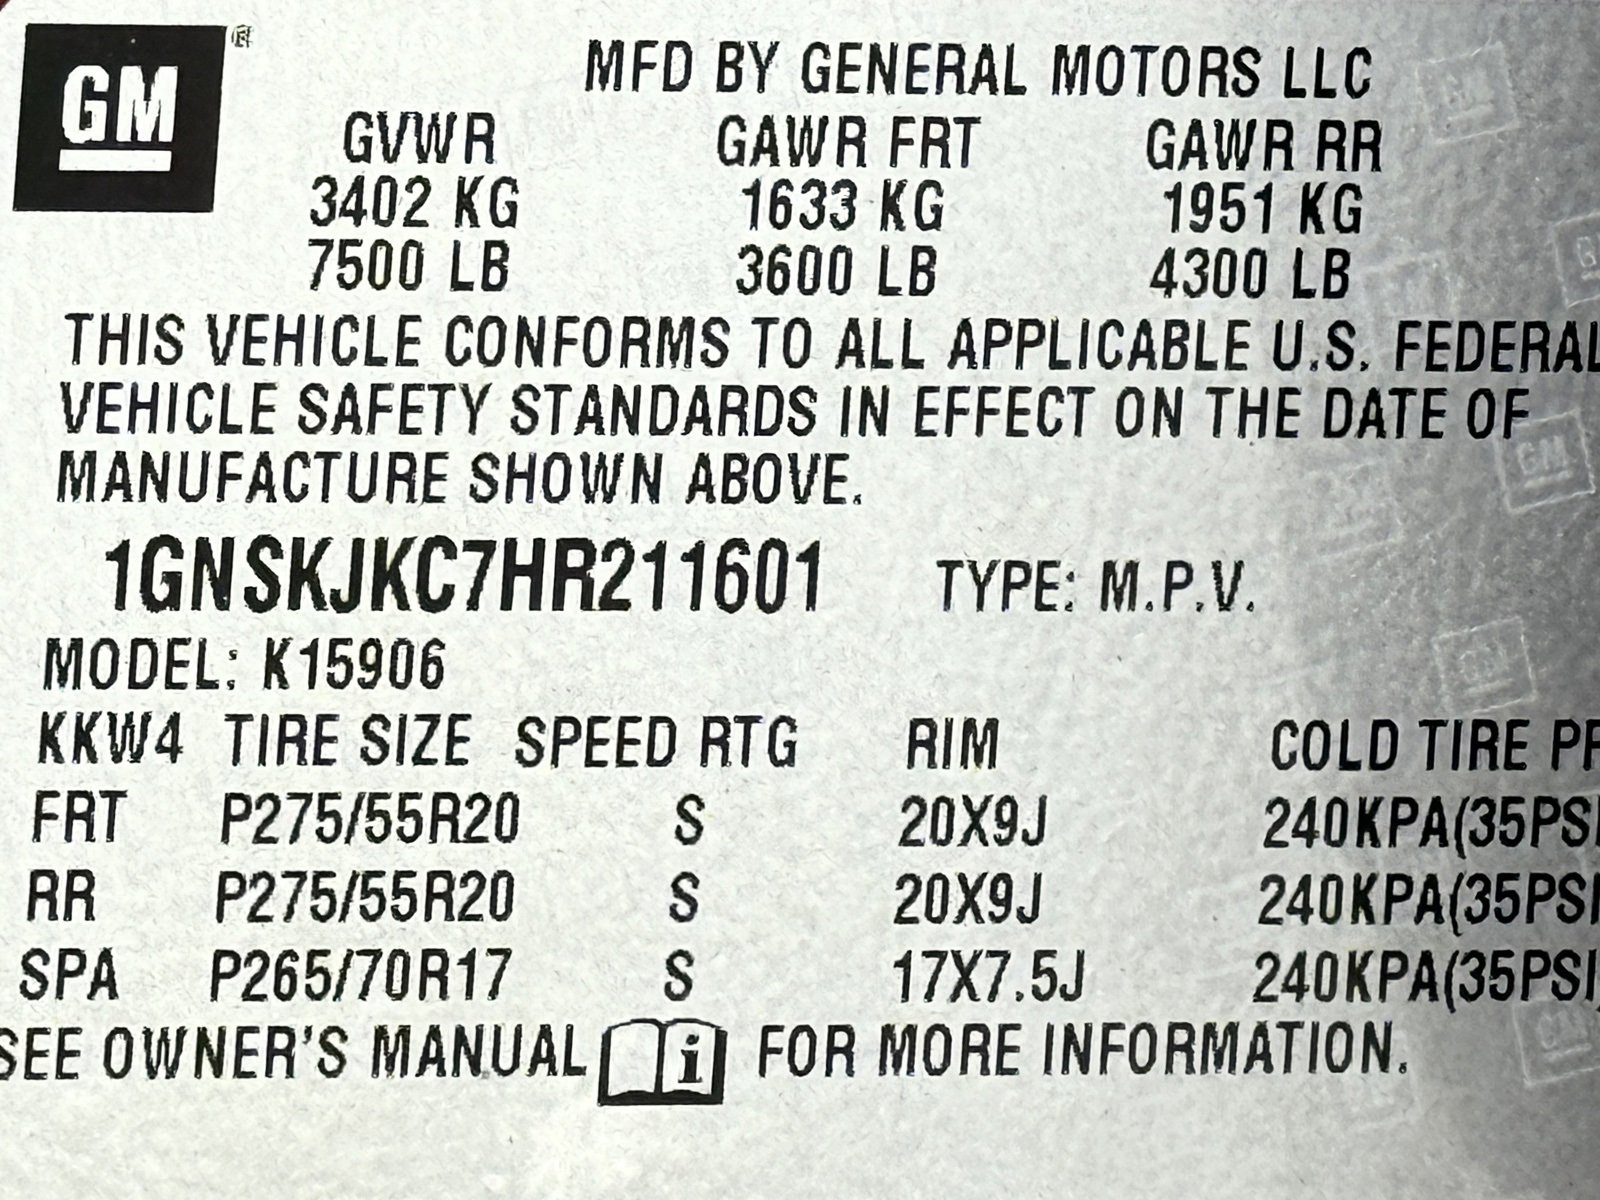 GM
MFD BY GENERAL MOTORS LLC
GVWR GAWR FRT GAWR RR
3402 KG 1633 KG 1951 KG
7500 LB 3600 LB 4300 LB
THIS VEHICLE CONFORMS TO ALL APPLICABLE U.S. FEDERAL
VEHICLE SAFETY STANDARDS IN EFFECT ON THE DATE OF
MANUFACTURE SHOWN ABOVE.
1GNSKJKC7HR211601 TYPE: M.P.V.
MODEL: K15906
KKW4 TIRE SIZE SPEED RTG RIM COLD TIRE PR
FRT P275/55R20 S 20X9J 240KPA(35PSI
RR P275/55R20 S 20X9J 240KPA(35PSI
SPA P265/70R17 S 17X7.5J 240KPA(35PSI)
SEE OWNER'S MANUAL i FOR MORE INFORMATION.